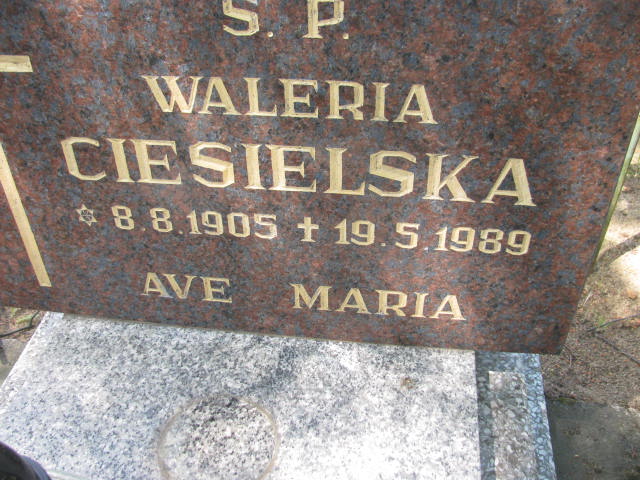 S. P.
WALERIA
CIESIELSKA
✡ 8.8.1905 ✝ 19.5.1989
AVE MARIA